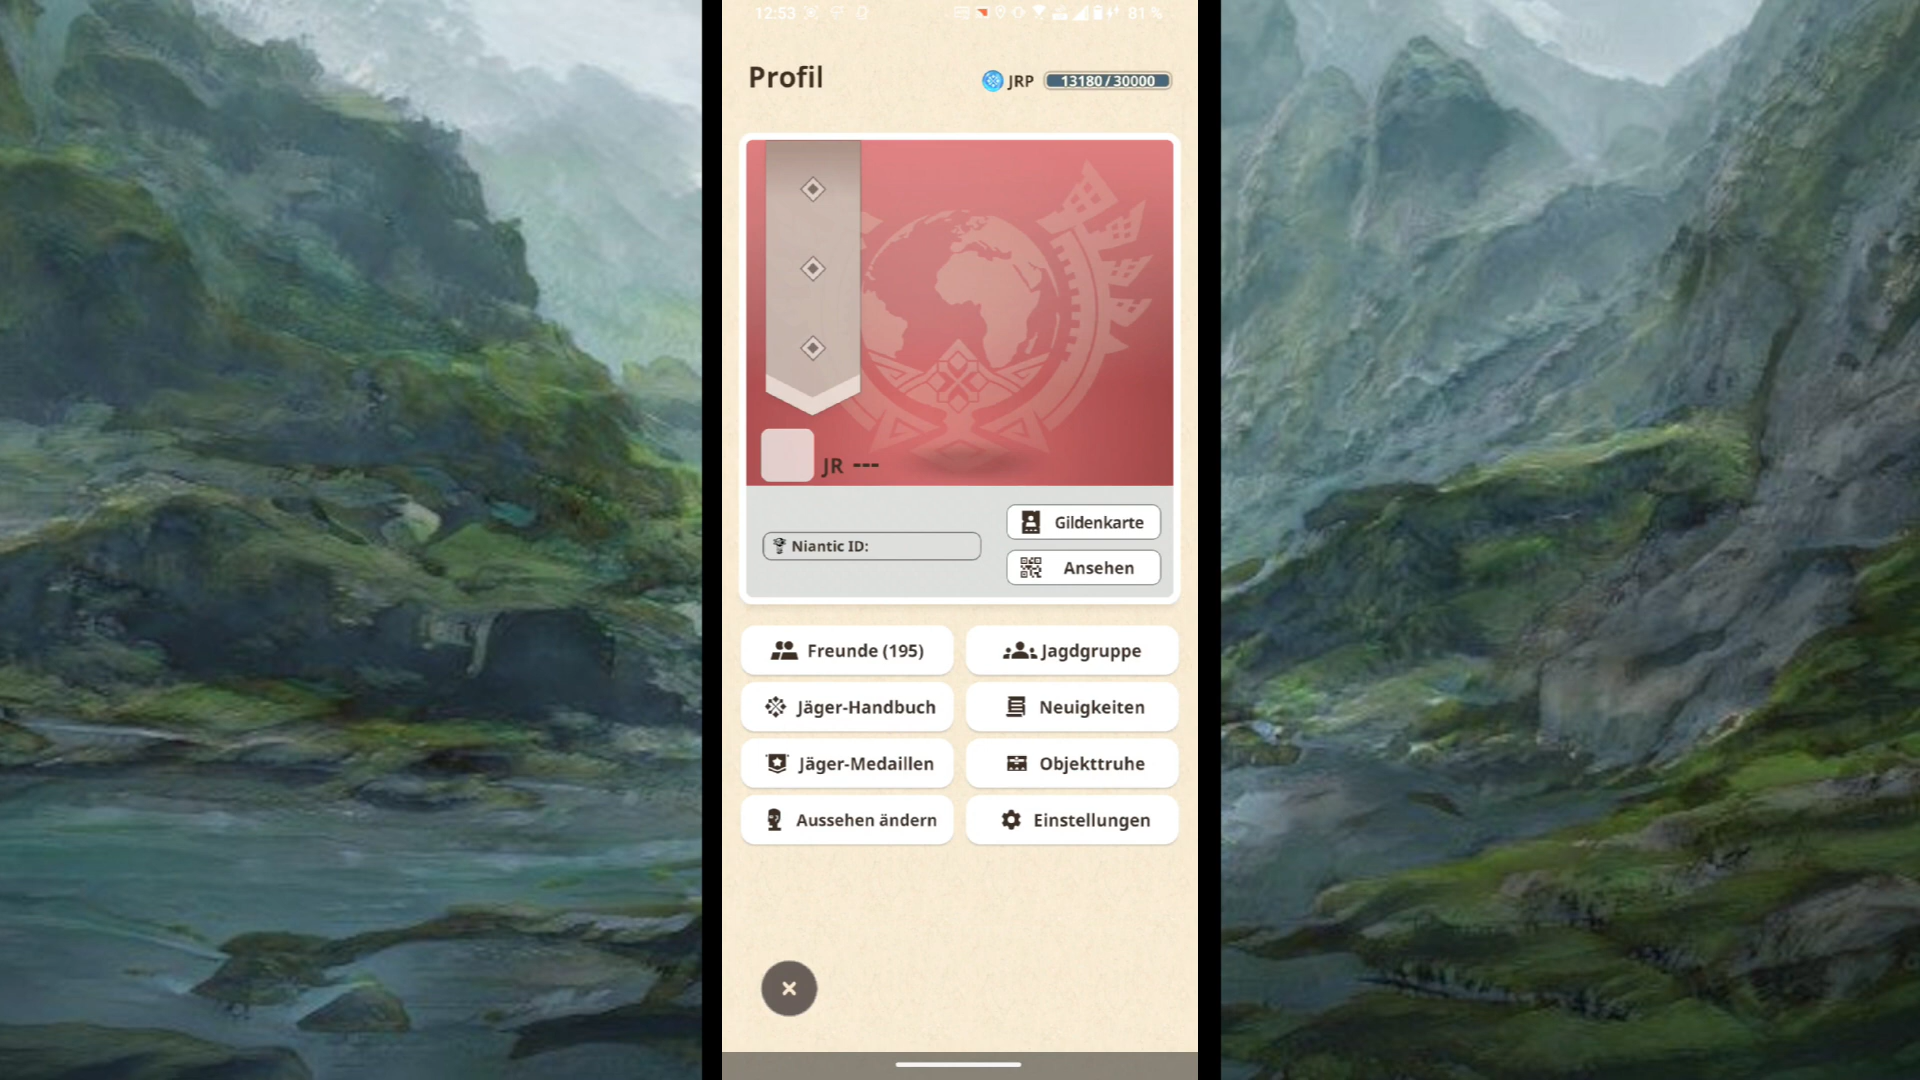 12:53
81 %
Profil
JRP 13180 / 30000
JR ---
Niantic ID:
Gildenkarte
Ansehen
Freunde (195)
Jagdgruppe
Jäger-Handbuch
Neuigkeiten
Jäger-Medaillen
Objekttruhe
Aussehen ändern
Einstellungen